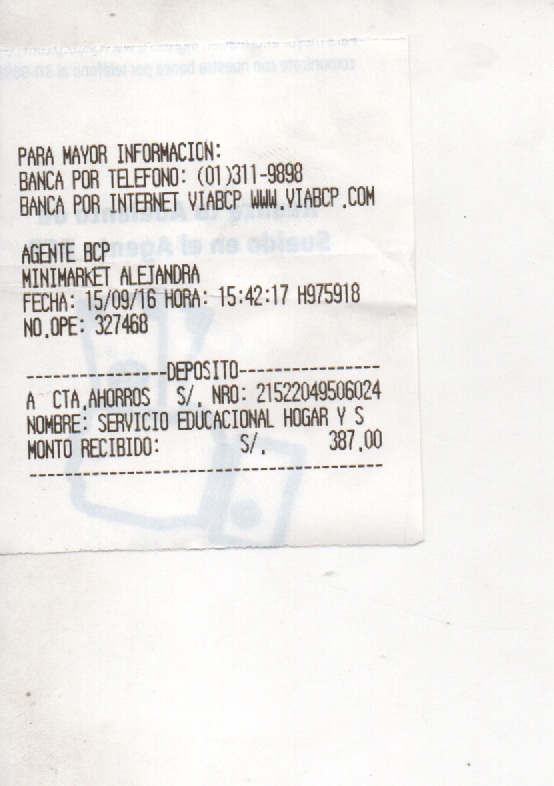 PARA MAYOR INFORMACION:
BANCA POR TELEFONO: (01)311-9898
BANCA POR INTERNET VIABCP WWW.VIABCP.COM
AGENTE BCP
MINIMARKET ALEJANDRA
FECHA: 15/09/16 HORA: 15:42:17 H975918
NO.OPE: 327468
----------------DEPOSITO----------------
A CTA.AHORROS S/. NRO: 21522049506024
NOMBRE: SERVICIO EDUCACIONAL HOGAR Y S
MONTO RECIBIDO: S/. 387.00
----------------------------------------